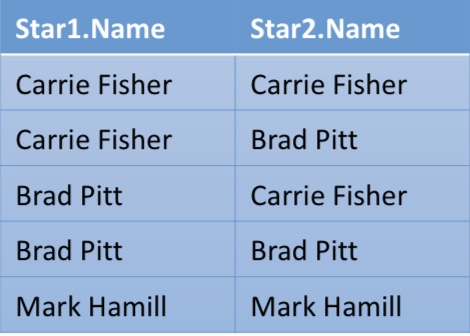 Star1.Name Star2.Name
Carrie Fisher Carrie Fisher
Carrie Fisher Brad Pitt
Brad Pitt Carrie Fisher
Brad Pitt Brad Pitt
Mark Hamill Mark Hamill